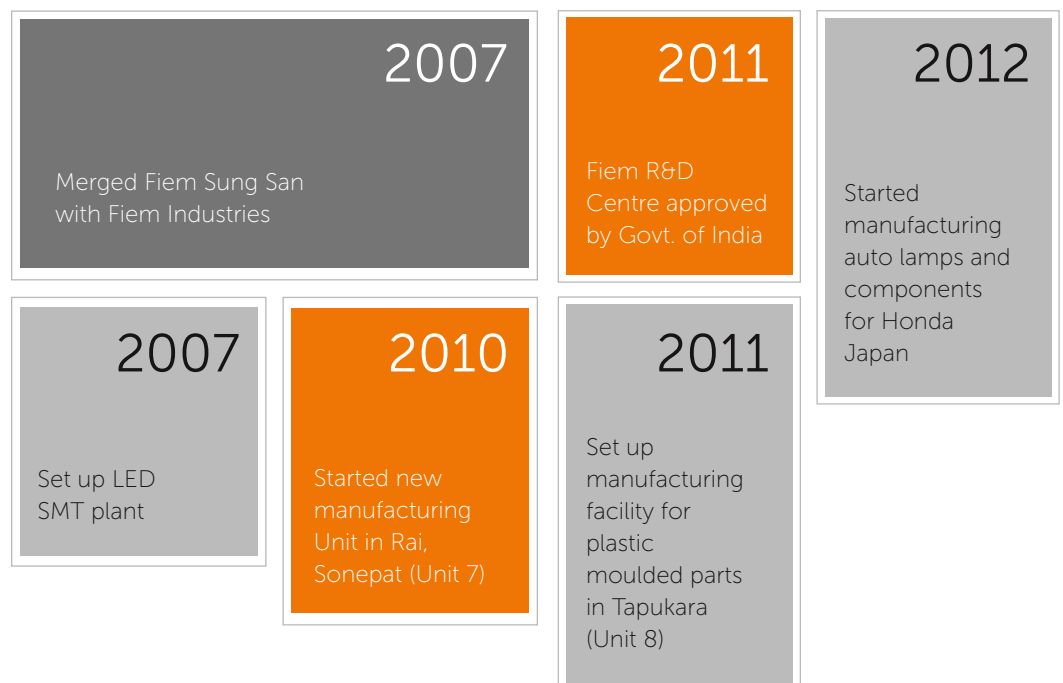 2007
Merged Fiem Sung San
with Fiem Industries
2011
Fiem R&D
Centre approved
by Govt. of India
2012
Started
manufacturing
auto lamps and
components
for Honda
Japan
2007
Set up LED
SMT plant
2010
Started new
manufacturing
Unit in Rai,
Sonepat (Unit 7)
2011
Set up
manufacturing
facility for
plastic
moulded parts
in Tapukara
(Unit 8)